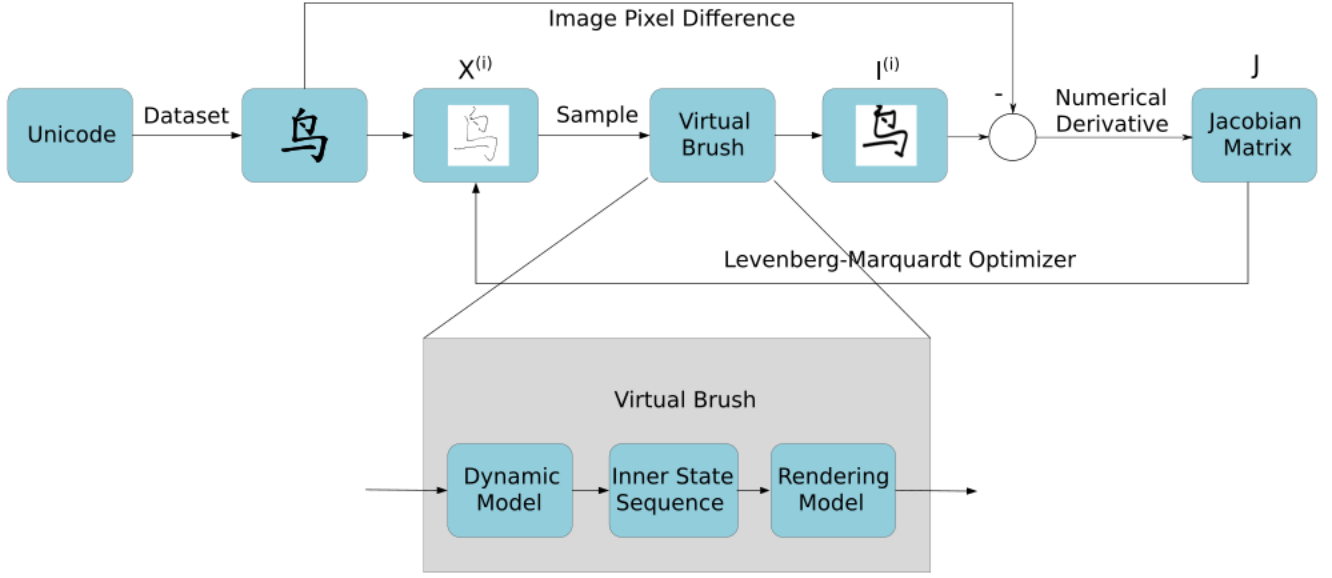 Image Pixel Difference
X(i)
I(i)
J
Unicode
Dataset
鸟
鸟
Sample
Virtual
Brush
鸟
-
Numerical
Derivative
Jacobian
Matrix
Levenberg-Marquardt Optimizer
Virtual Brush
Dynamic
Model
Inner State
Sequence
Rendering
Model